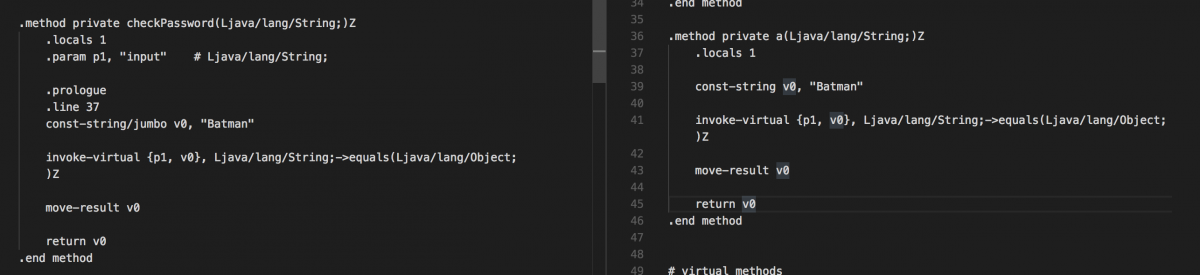 .method private checkPassword(Ljava/lang/String;)Z
.locals 1
.param p1, "input"    # Ljava/lang/String;
.prologue
.line 37
const-string/jumbo v0, "Batman"
invoke-virtual {p1, v0}, Ljava/lang/String;->equals(Ljava/lang/Object;
)Z
move-result v0
return v0
.end method
34 .end method
35
36 .method private a(Ljava/lang/String;)Z
37 .locals 1
38
39 const-string v0, "Batman"
40
41 invoke-virtual {p1, v0}, Ljava/lang/String;->equals(Ljava/lang/Object;
)Z
42
43 move-result v0
44
45 return v0
46 .end method
47
48
49 # virtual methods